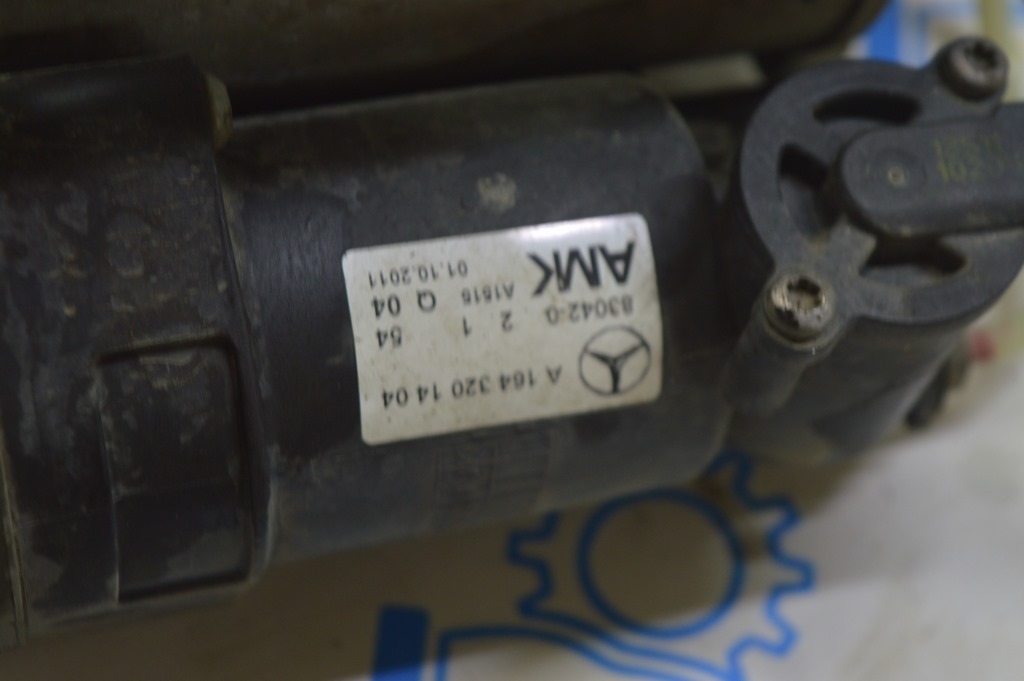 A 164 320 14 04
83042-0 2 1 54
AMK A1515 Q 04
01.10.2011